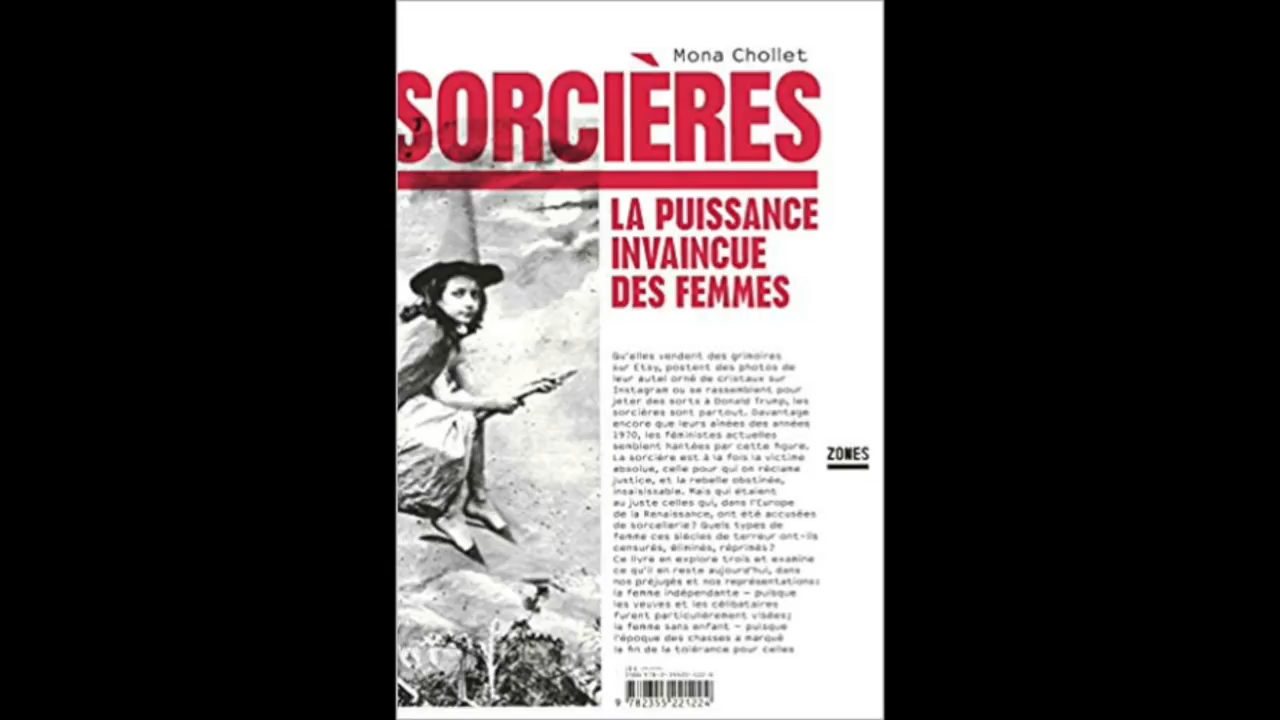 Mona Chollet
SORCIÈRES
LA PUISSANCE
INVAINCUE
DES FEMMES
Qu'elles vendent des grimoires
sur Etsy, postent des photos de
leur autel orné de cristaux sur
Instagram ou se rassemblent pour
jeter des sorts à Donald Trump, les
sorcières sont partout. Davantage
encore que leurs aînées des années
1970, les féministes actuelles
semblent hantées par cette figure.
La sorcière est à la fois la victime
absolue, celle pour qui on réclame
justice, et la rebelle obstinée,
insaisissable. Mais qui étaient
au juste celles qui, dans l'Europe
de la Renaissance, ont été accusées
de sorcellerie ? Quels types de
femme ces siècles de terreur ont-ils
censurés, éliminés, réprimés ?
Ce livre en explore trois et examine
ce qu'il en reste aujourd'hui, dans
nos préjugés et nos représentations :
la femme indépendante — puisque
les veuves et les célibataires
furent particulièrement visées ;
la femme sans enfant — puisque
l'époque des chasses a marqué
la fin de la tolérance pour celles
ZONES
9 782355 221224